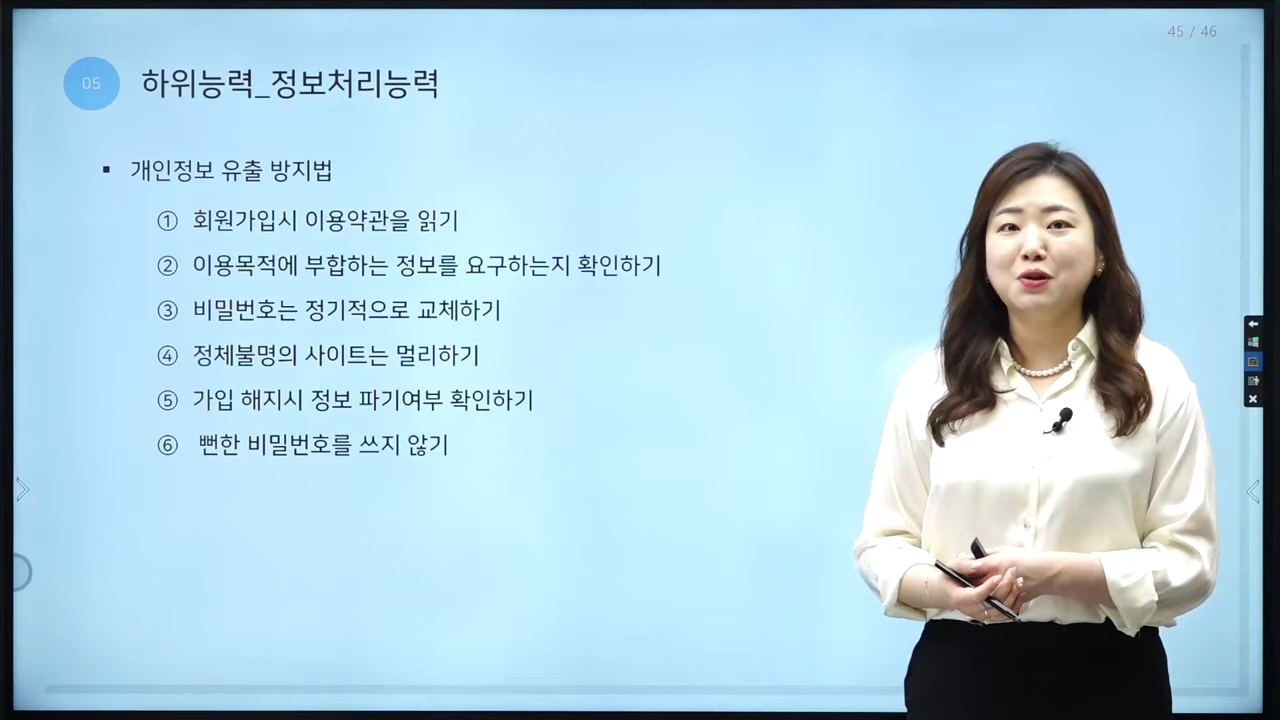 45 / 46
05
하위능력_정보처리능력
▪ 개인정보 유출 방지법
① 회원가입시 이용약관을 읽기
② 이용목적에 부합하는 정보를 요구하는지 확인하기
③ 비밀번호는 정기적으로 교체하기
④ 정체불명의 사이트는 멀리하기
⑤ 가입 해지시 정보 파기여부 확인하기
⑥ 뻔한 비밀번호를 쓰지 않기